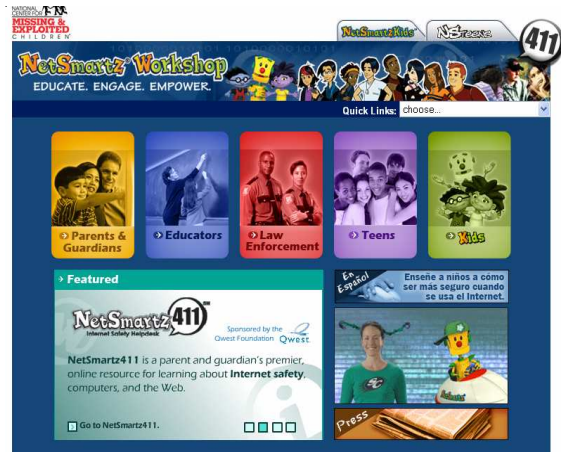 NATIONAL
CENTER FOR
MISSING &
EXPLOITED
CHILDREN
NetSmartzKids
NSTeens
411
NetSmartz Workshop
EDUCATE. ENGAGE. EMPOWER.
Quick Links: choose...
Parents &
Guardians
Educators
Law
Enforcement
Teens
Kids
Featured
NetSmartz 411
Internet Safety Helpdesk
Sponsored by the
Qwest Foundation Qwest
NetSmartz411 is a parent and guardian's premier,
online resource for learning about Internet safety,
computers, and the Web.
Go to NetSmartz411.
En
Español
Enseñe a niños a cómo
ser más seguro cuando
se usa el Internet.
Press